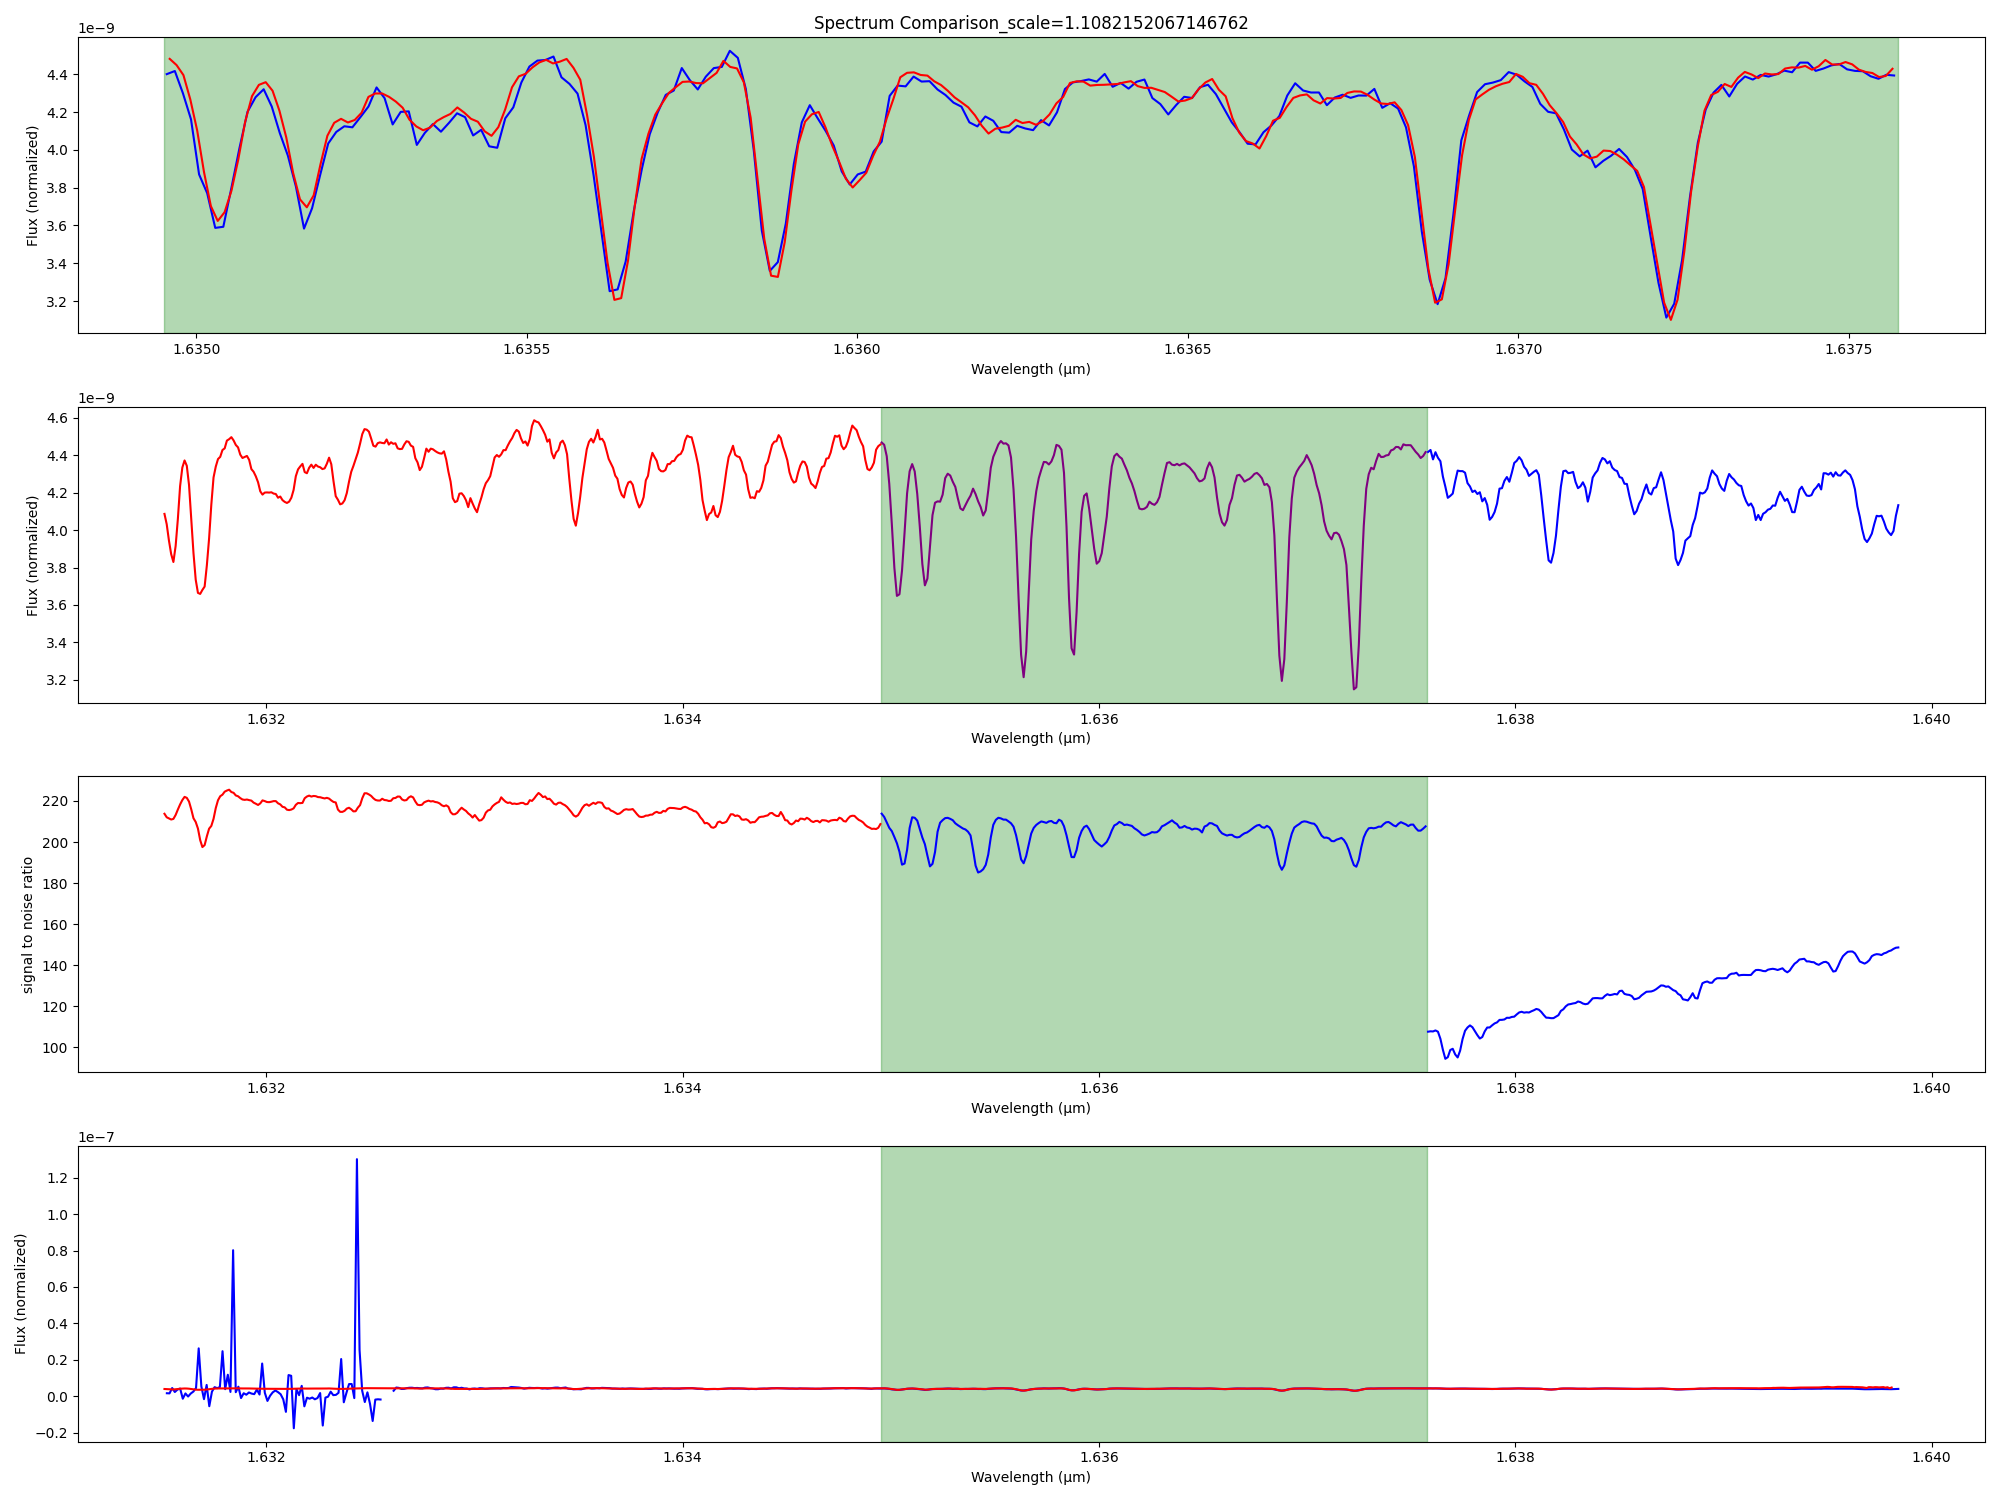 Spectrum Comparison_scale=1.1082152067146762
1e−9
4.4
4.2
4.0
3.8
3.6
3.4
3.2
Flux (normalized)
1.6350 1.6355 1.6360 1.6365 1.6370 1.6375
Wavelength (μm)
1e−9
4.6
4.4
4.2
4.0
3.8
3.6
3.4
3.2
Flux (normalized)
1.632 1.634 1.636 1.638 1.640
Wavelength (μm)
220
200
180
160
140
120
100
signal to noise ratio
1.632 1.634 1.636 1.638 1.640
Wavelength (μm)
1e−7
1.2
1.0
0.8
0.6
0.4
0.2
0.0
−0.2
Flux (normalized)
1.632 1.634 1.636 1.638 1.640
Wavelength (μm)